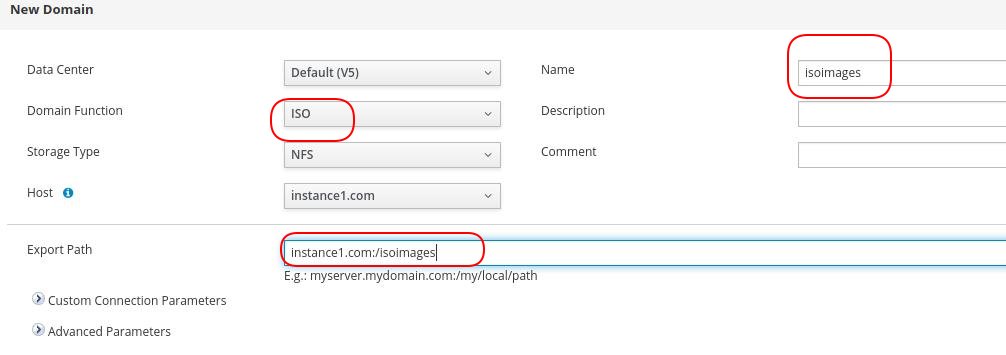 New Domain
Data Center Default (V5) Name isoimages
Domain Function ISO Description
Storage Type NFS Comment
Host instance1.com
Export Path instance1.com:/isoimages
E.g.: myserver.mydomain.com:/my/local/path
Custom Connection Parameters
Advanced Parameters